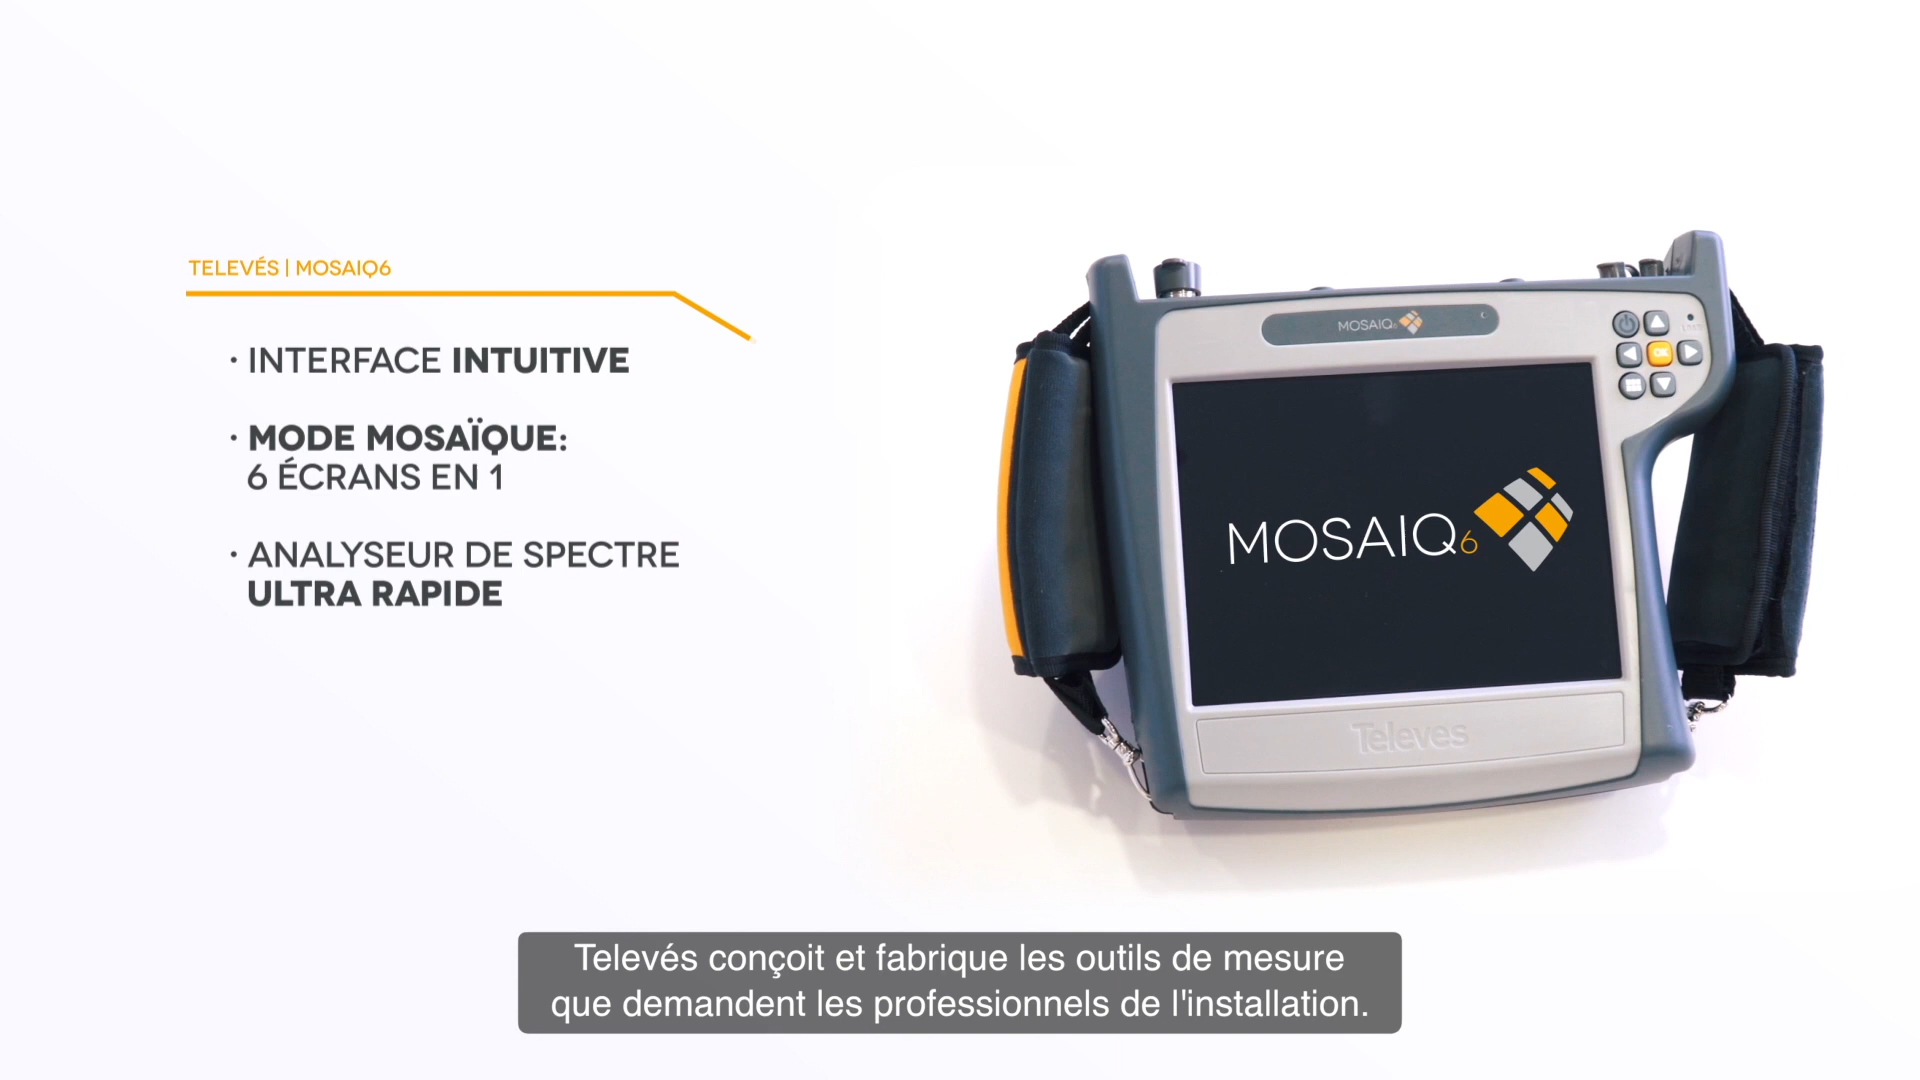 TELEVÉS | MOSAIQ6
· INTERFACE INTUITIVE
· MODE MOSAÏQUE:
6 ÉCRANS EN 1
· ANALYSEUR DE SPECTRE
ULTRA RAPIDE
MOSAIQ6
OK
MOSAIQ6
Televes
Televés conçoit et fabrique les outils de mesure
que demandent les professionnels de l'installation.